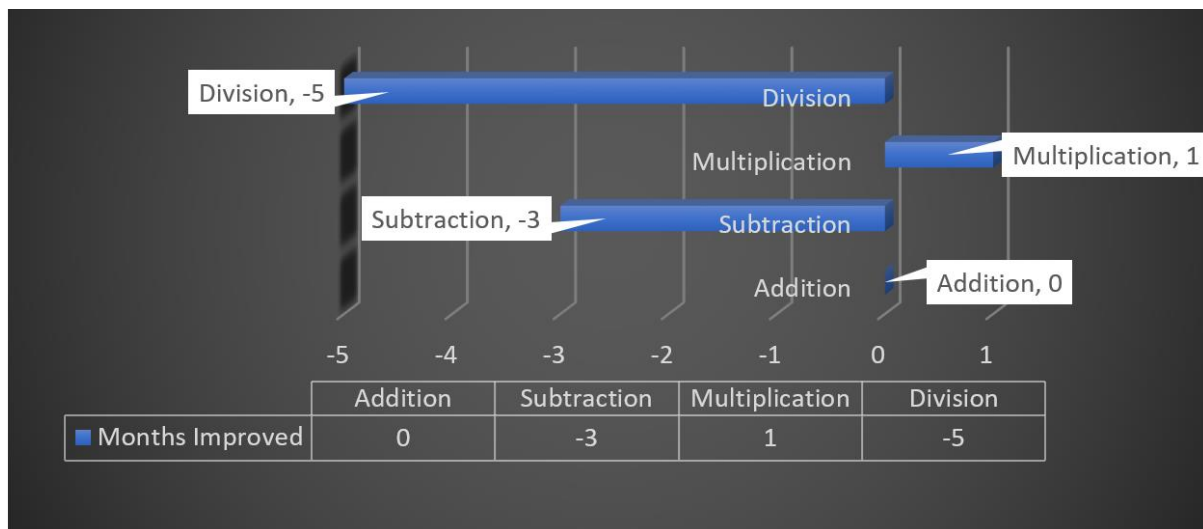 Division, -5
Division
Multiplication
Multiplication, 1
Subtraction, -3
Subtraction
Addition
Addition, 0
-5 -4 -3 -2 -1 0 1
Addition Subtraction Multiplication Division
Months Improved 0 -3 1 -5